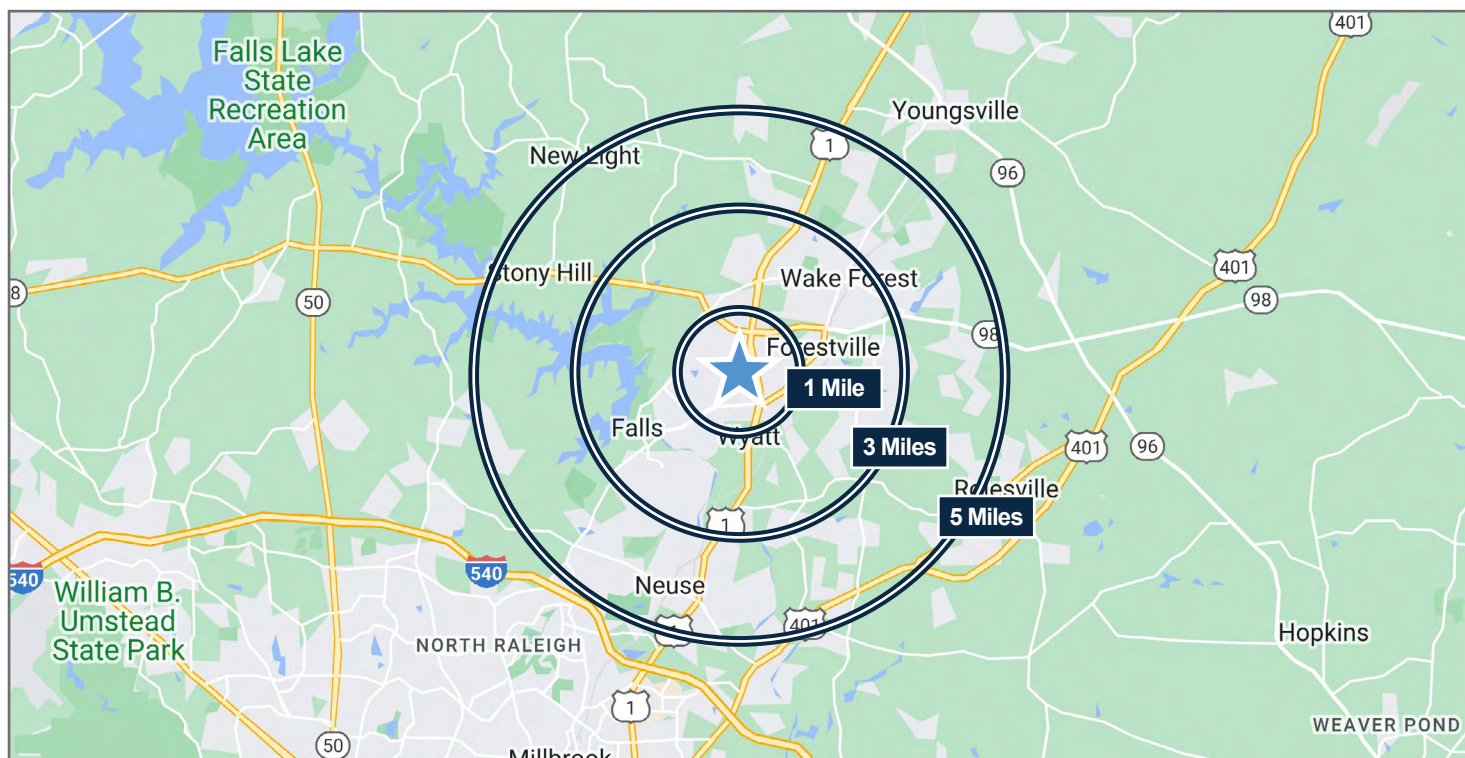 401
Falls Lake
State
Recreation
Area
Youngsville
1
New Light
96
401
Stony Hill
Wake Forest
8
50
98
98
Forestville
1 Mile
Falls
Wyatt
3 Miles
401
96
Rolesville
5 Miles
1
540
540
William B.
Umstead
State Park
Neuse
1
401
Hopkins
NORTH RALEIGH
1
WEAVER POND
50
Millbrook